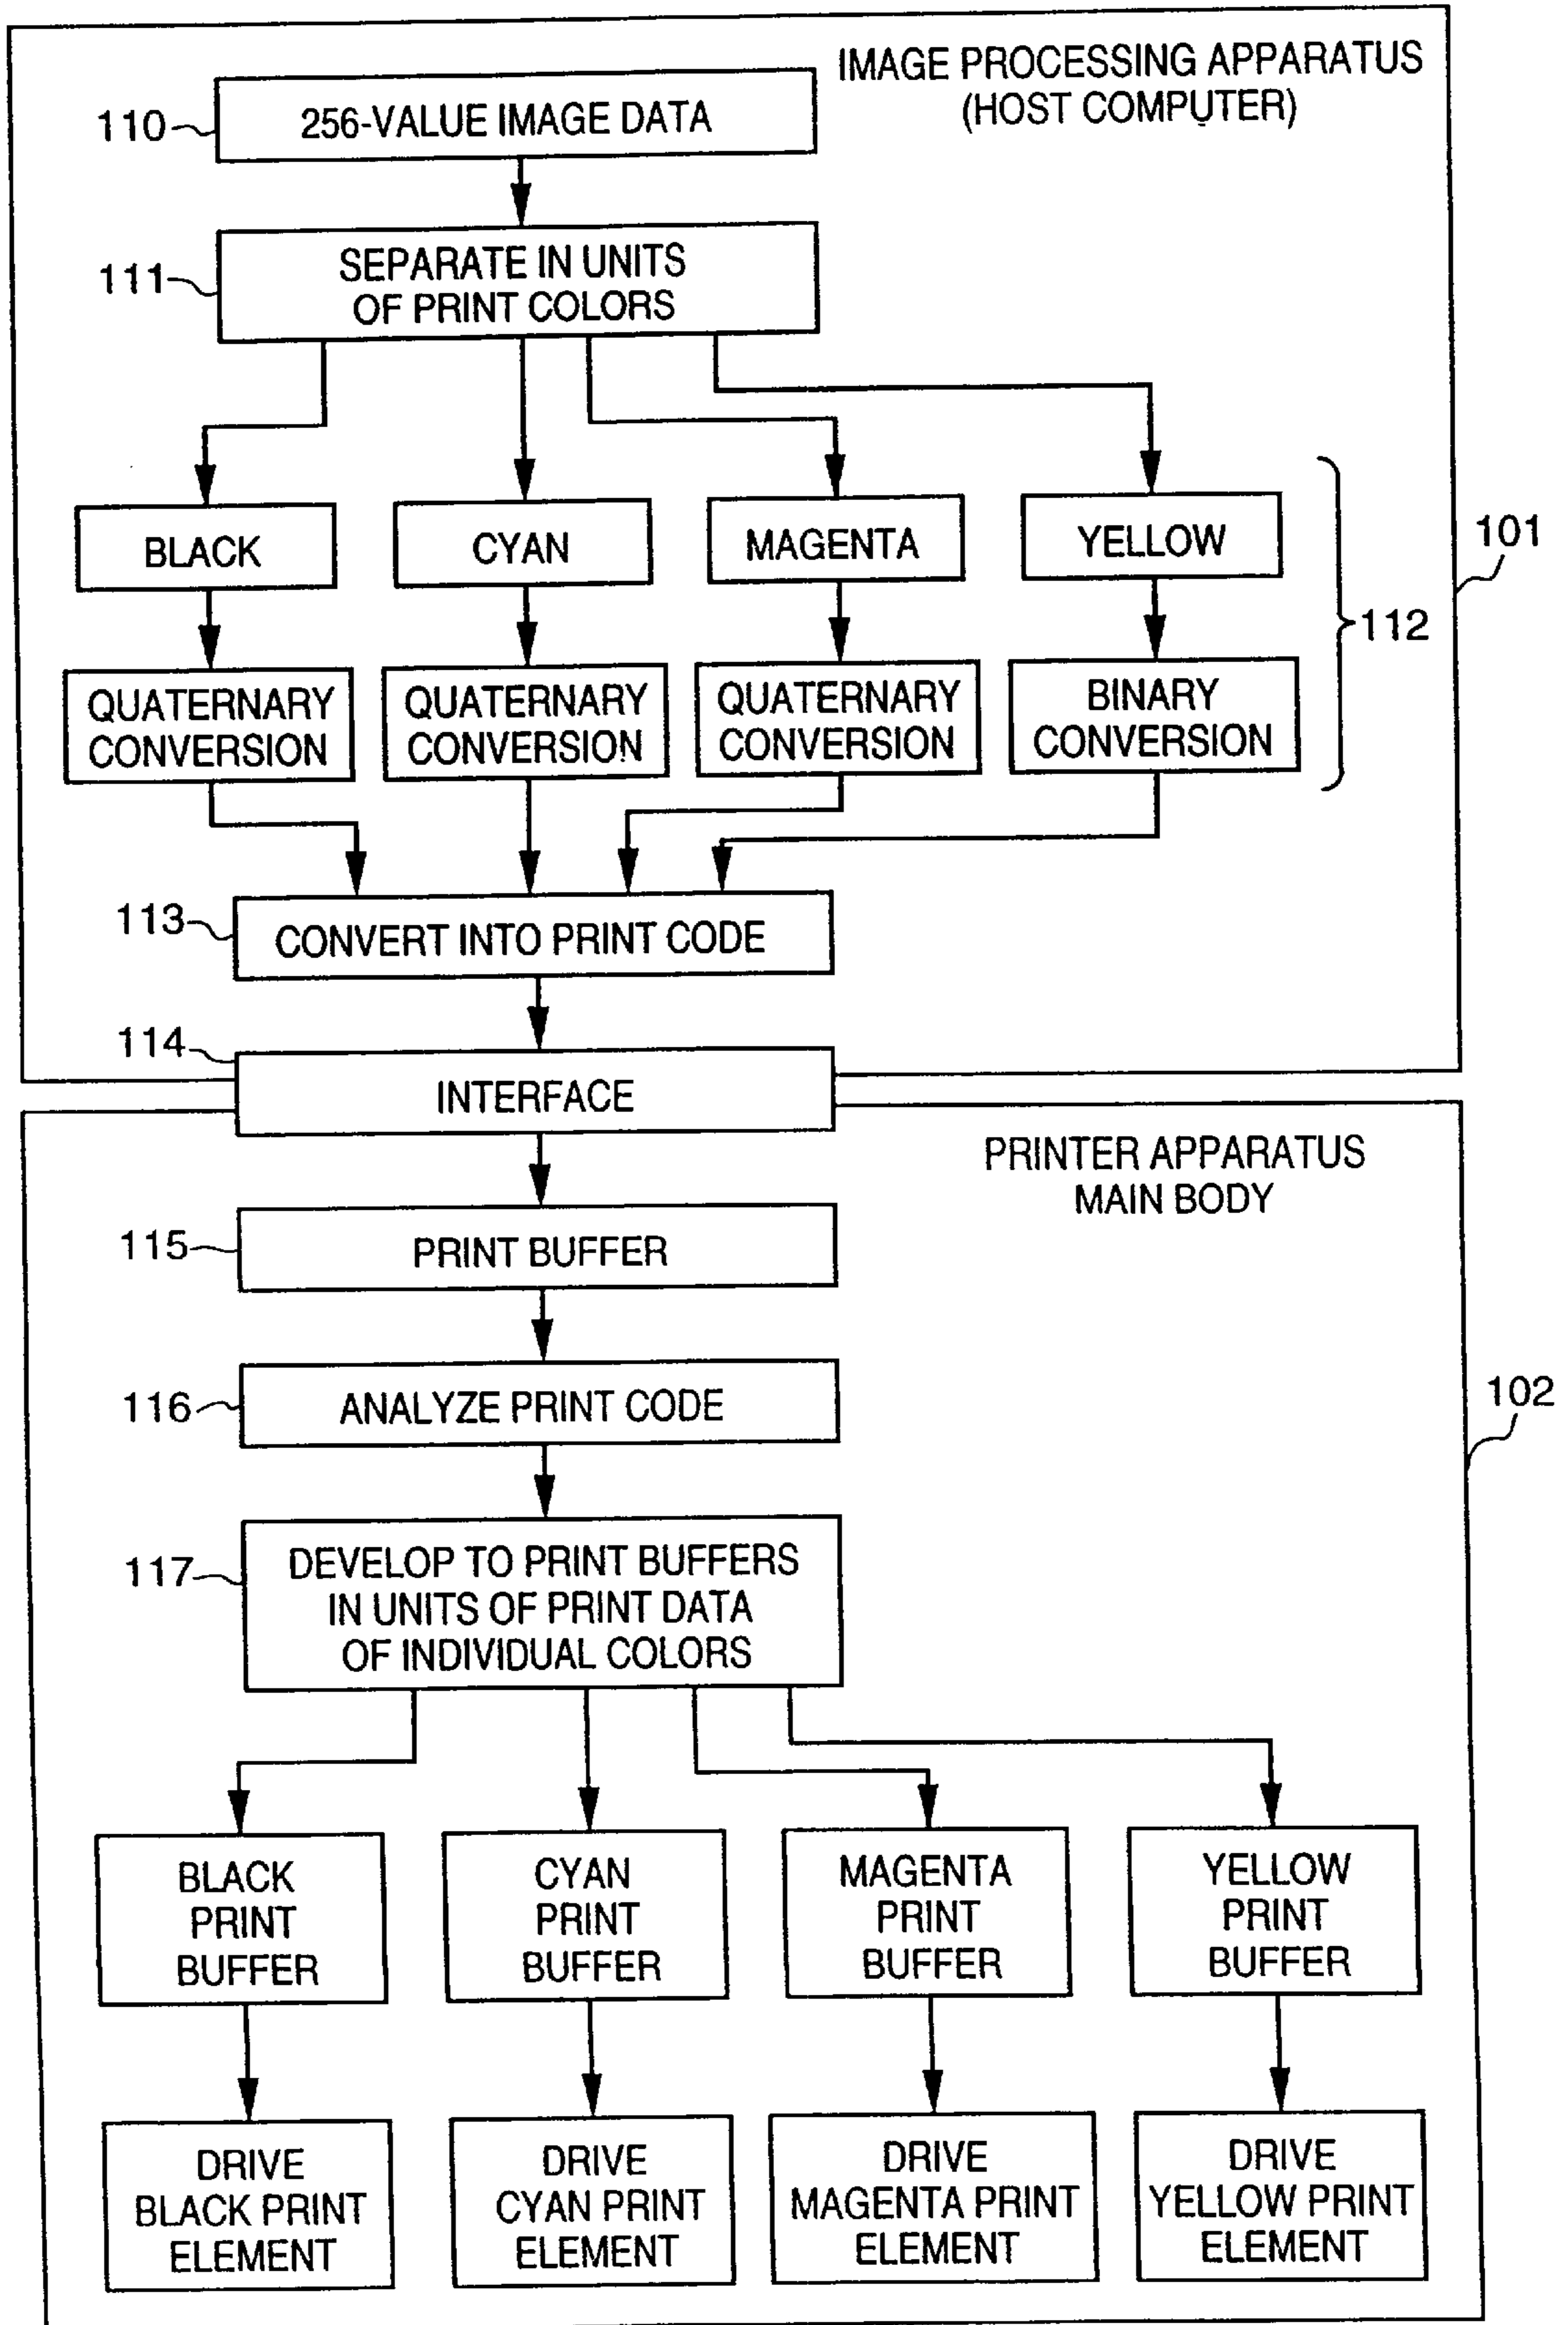 IMAGE PROCESSING APPARATUS
(HOST COMPUTER)
110
256-VALUE IMAGE DATA
111
SEPARATE IN UNITS
OF PRINT COLORS
BLACK
CYAN
MAGENTA
YELLOW
101
112
QUATERNARY
CONVERSION
QUATERNARY
CONVERSION
QUATERNARY
CONVERSION
BINARY
CONVERSION
113
CONVERT INTO PRINT CODE
114
INTERFACE
PRINTER APPARATUS
MAIN BODY
115
PRINT BUFFER
116
ANALYZE PRINT CODE
102
117
DEVELOP TO PRINT BUFFERS
IN UNITS OF PRINT DATA
OF INDIVIDUAL COLORS
BLACK
PRINT
BUFFER
CYAN
PRINT
BUFFER
MAGENTA
PRINT
BUFFER
YELLOW
PRINT
BUFFER
DRIVE
BLACK PRINT
ELEMENT
DRIVE
CYAN PRINT
ELEMENT
DRIVE
MAGENTA PRINT
ELEMENT
DRIVE
YELLOW PRINT
ELEMENT